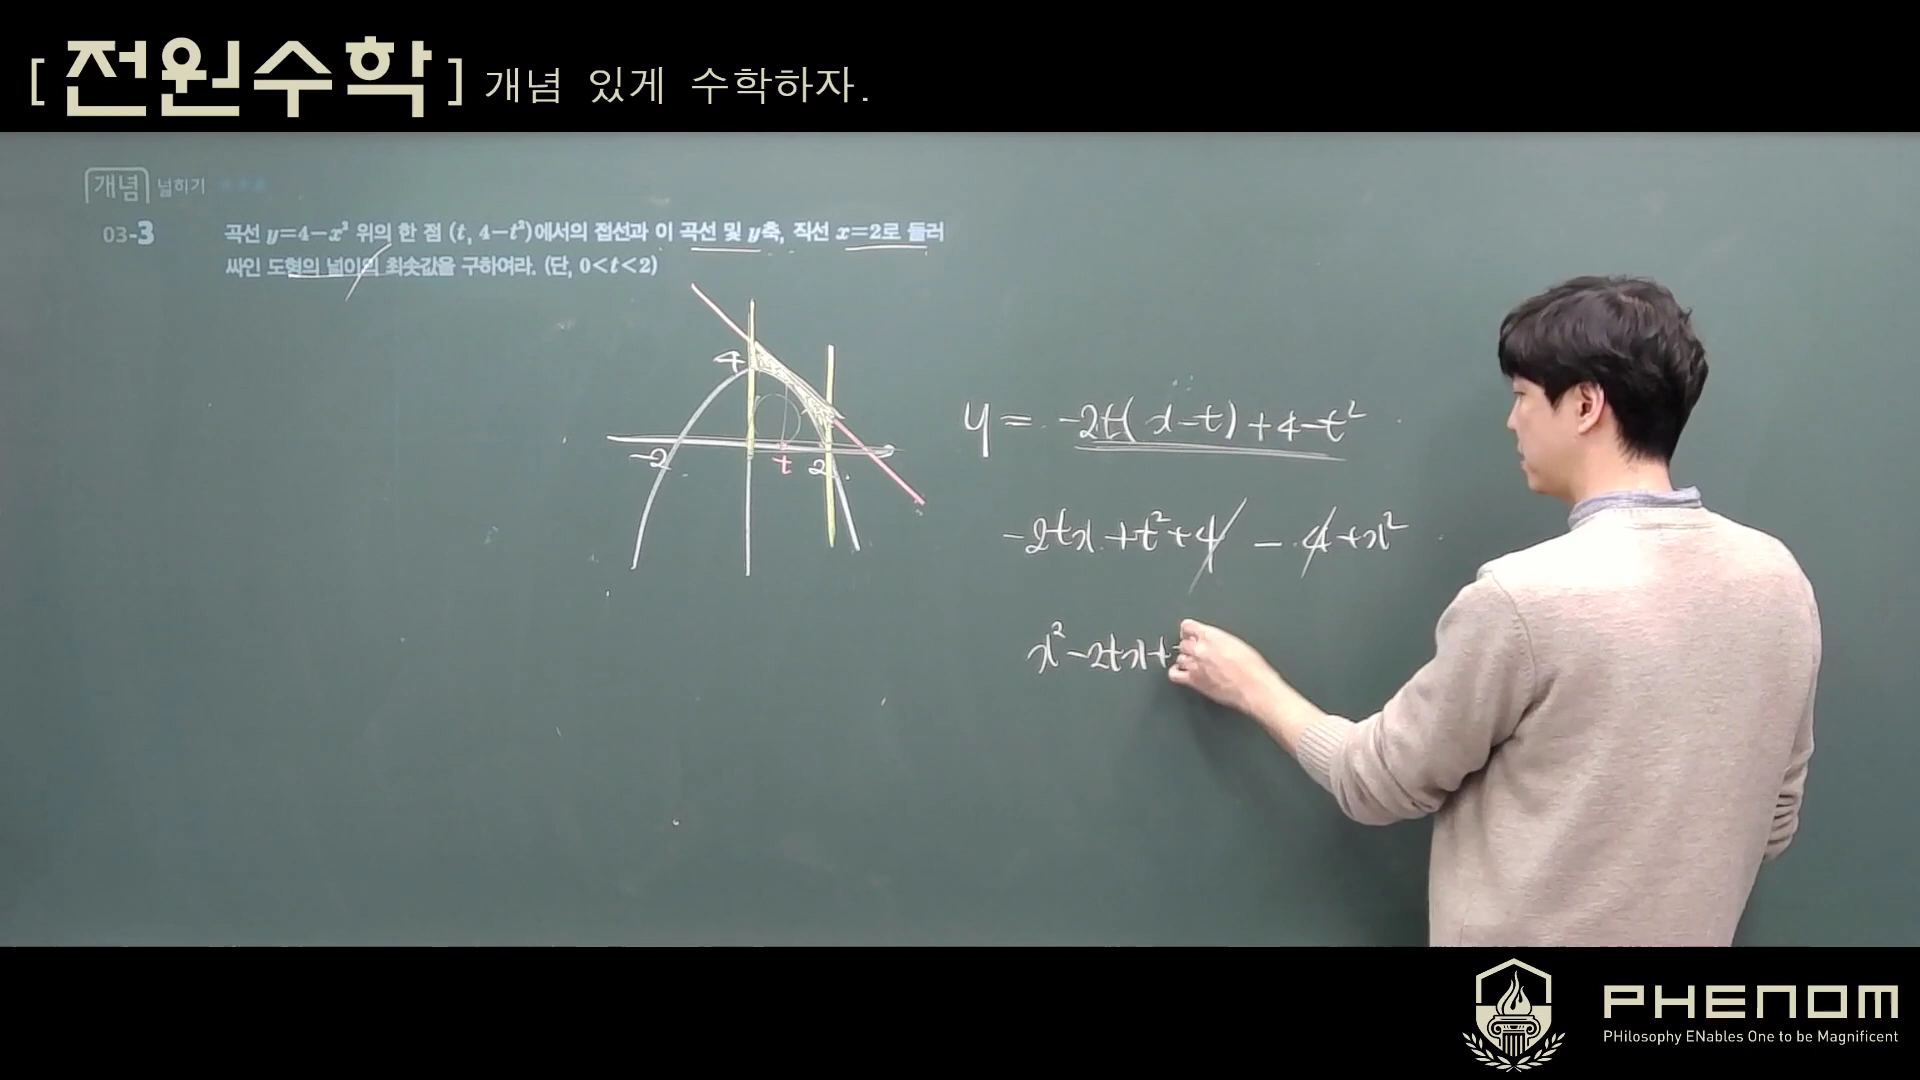 [전원수학] 개념 있게 수학하자.
개념 넓히기 ★★★
03-3 곡선 y=4-x² 위의 한 점 (t, 4-t²)에서의 접선과 이 곡선 및 y축, 직선 x=2로 둘러
싸인 도형의 넓이의 최솟값을 구하여라. (단, 0<t<2)
4
-2 t 2
y = -2t(x-t)+4-t²
-2tx+t²+4 - 4+x²
x²-2tx+
PHENOM
PHilosophy ENables One to be Magnificent